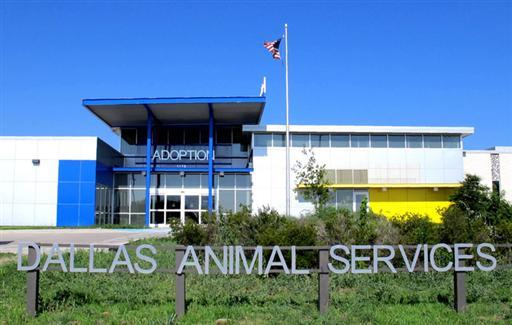 ADOPTION
DALLAS ANIMAL SERVICES